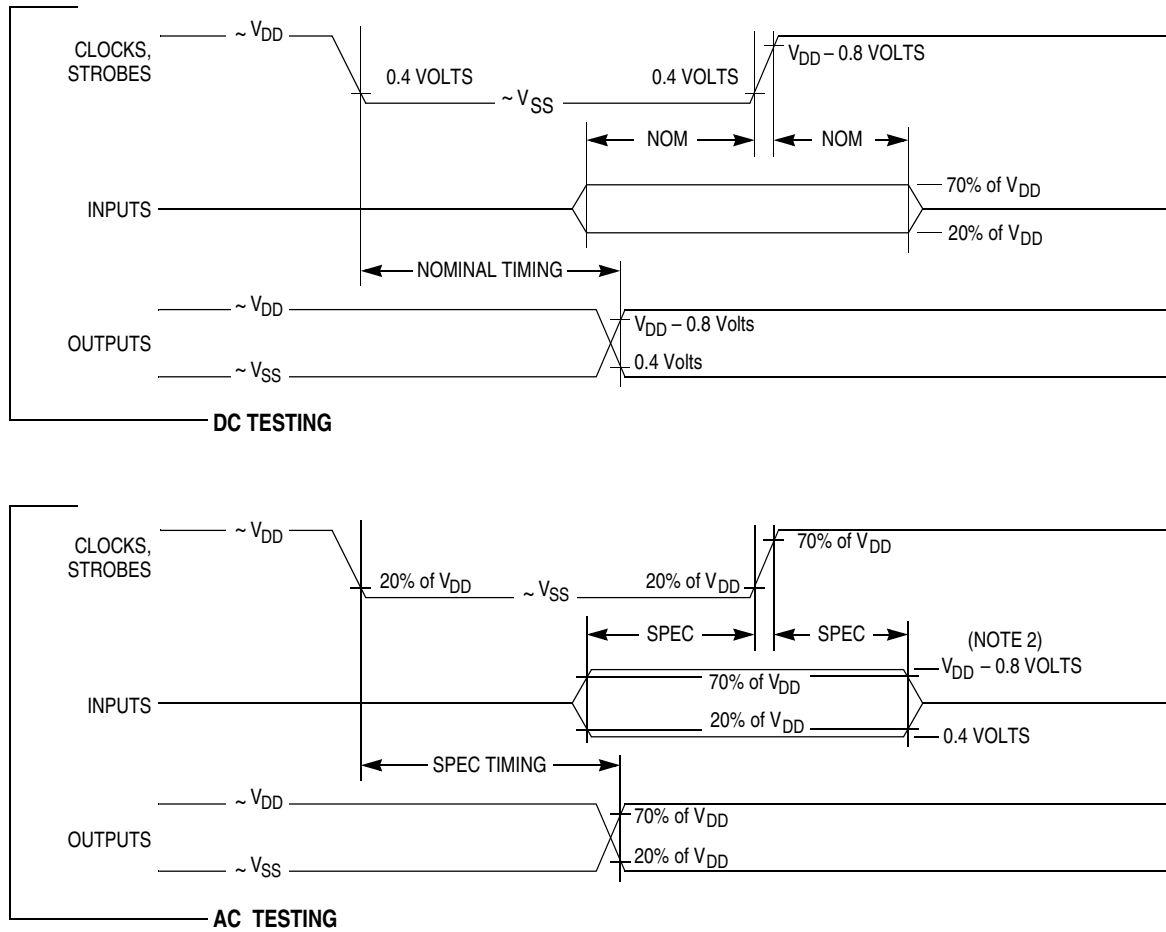 CLOCKS,
STROBES
~ VDD
0.4 VOLTS
~ VSS
0.4 VOLTS
VDD – 0.8 VOLTS
NOM
NOM
INPUTS
70% of VDD
20% of VDD
NOMINAL TIMING
OUTPUTS
~ VDD
VDD – 0.8 Volts
0.4 Volts
~ VSS
DC TESTING
CLOCKS,
STROBES
~ VDD
20% of VDD
~ VSS
20% of VDD
70% of VDD
SPEC
SPEC
(NOTE 2)
VDD – 0.8 VOLTS
INPUTS
70% of VDD
20% of VDD
0.4 VOLTS
SPEC TIMING
OUTPUTS
~ VDD
70% of VDD
20% of VDD
~ VSS
AC TESTING